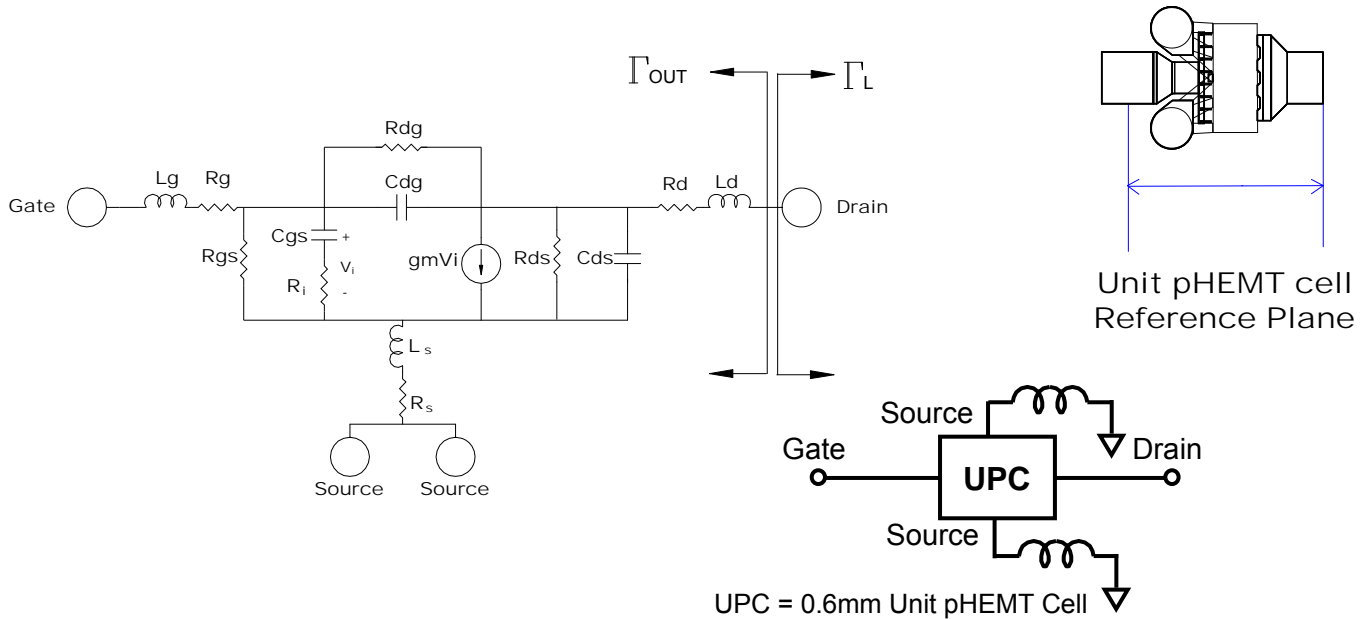 ΓOUT
ΓL
Rdg
Lg
Rg
Cdg
Rd
Ld
Gate
Drain
Cgs
+
Rgs
Vi
Ri
-
gmVi
Rds
Cds
Ls
Rs
Source
Source
Unit pHEMT cell
Reference Plane
Source
Gate
Drain
UPC
Source
UPC = 0.6mm Unit pHEMT Cell